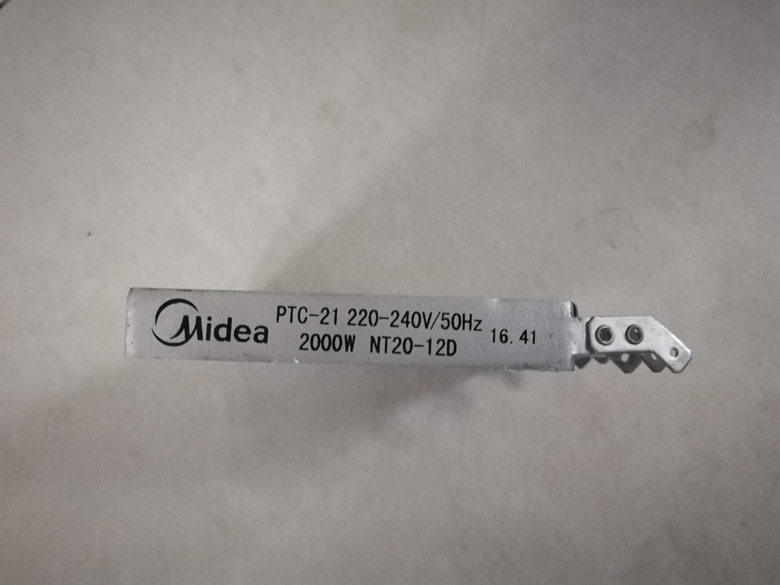 Midea
PTC-21 220-240V/50Hz
2000W NT20-12D
16.41